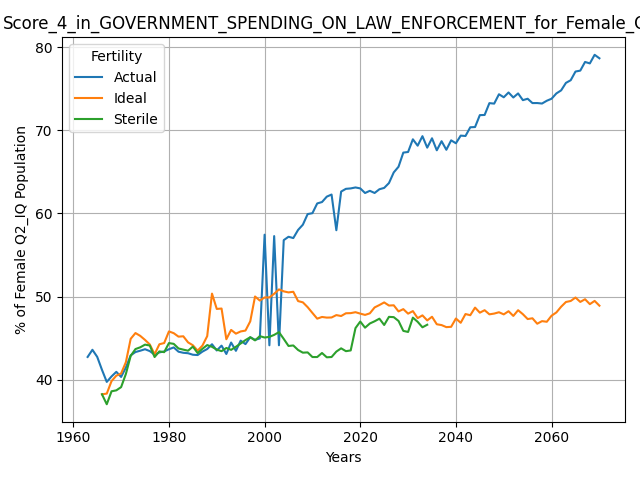 Score_4_in_GOVERNMENT_SPENDING_ON_LAW_ENFORCEMENT_for_Female_
Fertility
Actual
Ideal
Sterile
% of Female Q2_IQ Population
80
70
60
50
40
1960
1980
2000
2020
2040
2060
Years